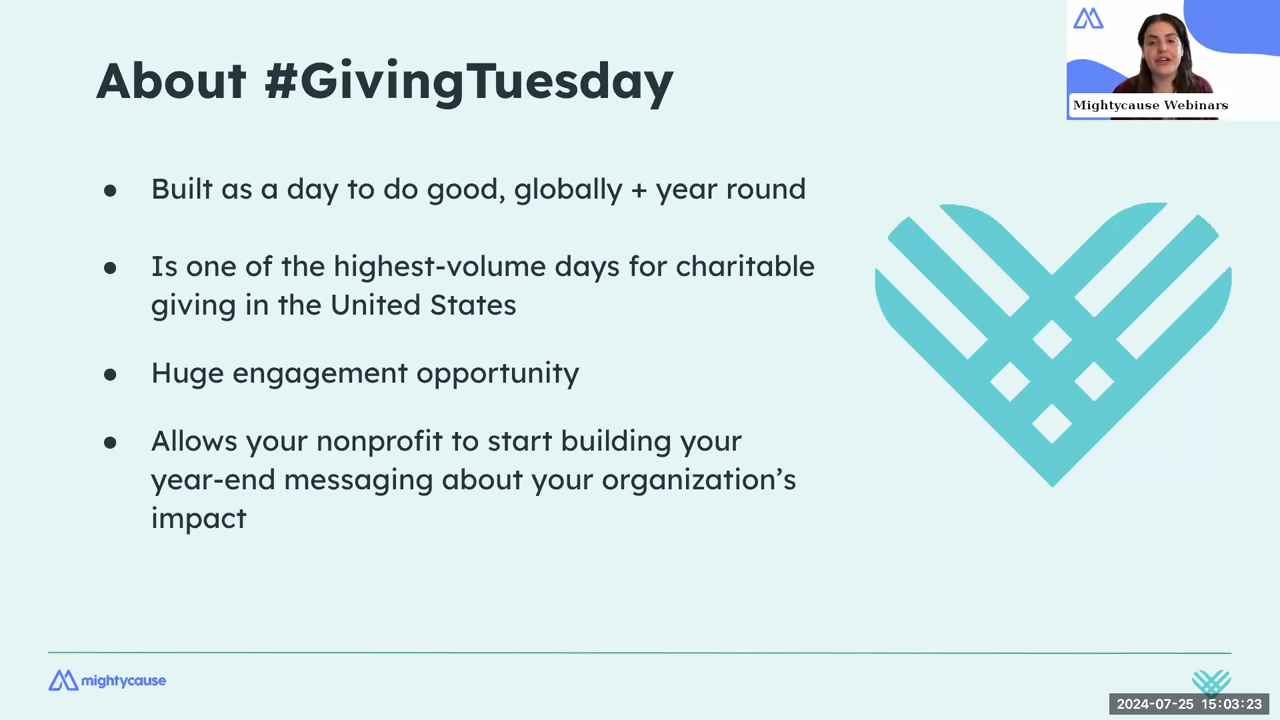 About #GivingTuesday
Mightycause Webinars
● Built as a day to do good, globally + year round
● Is one of the highest-volume days for charitable
giving in the United States
● Huge engagement opportunity
● Allows your nonprofit to start building your
year-end messaging about your organization’s
impact
mightycause
2024-07-25 15:03:23